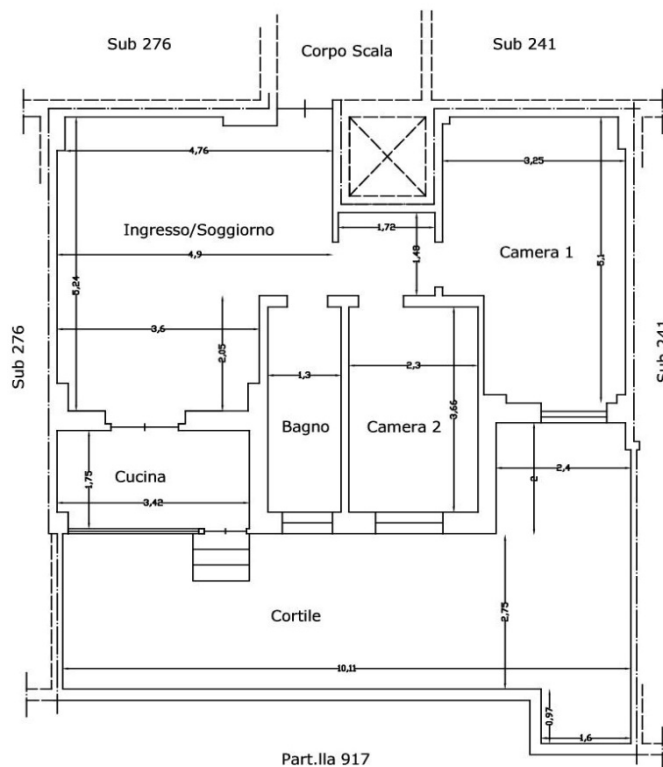 Sub 276
Corpo Scala
Sub 241
4,76
3,25
Ingresso/Soggiorno
1,72
1,48
Camera 1
4,9
5,24
5,1
Sub 276
3,6
2,05
Sub 241
1,3
2,3
3,66
Bagno
Camera 2
1,75
Cucina
3,42
2,4
2
Cortile
2,75
10,11
0,97
1,6
Part.lla 917